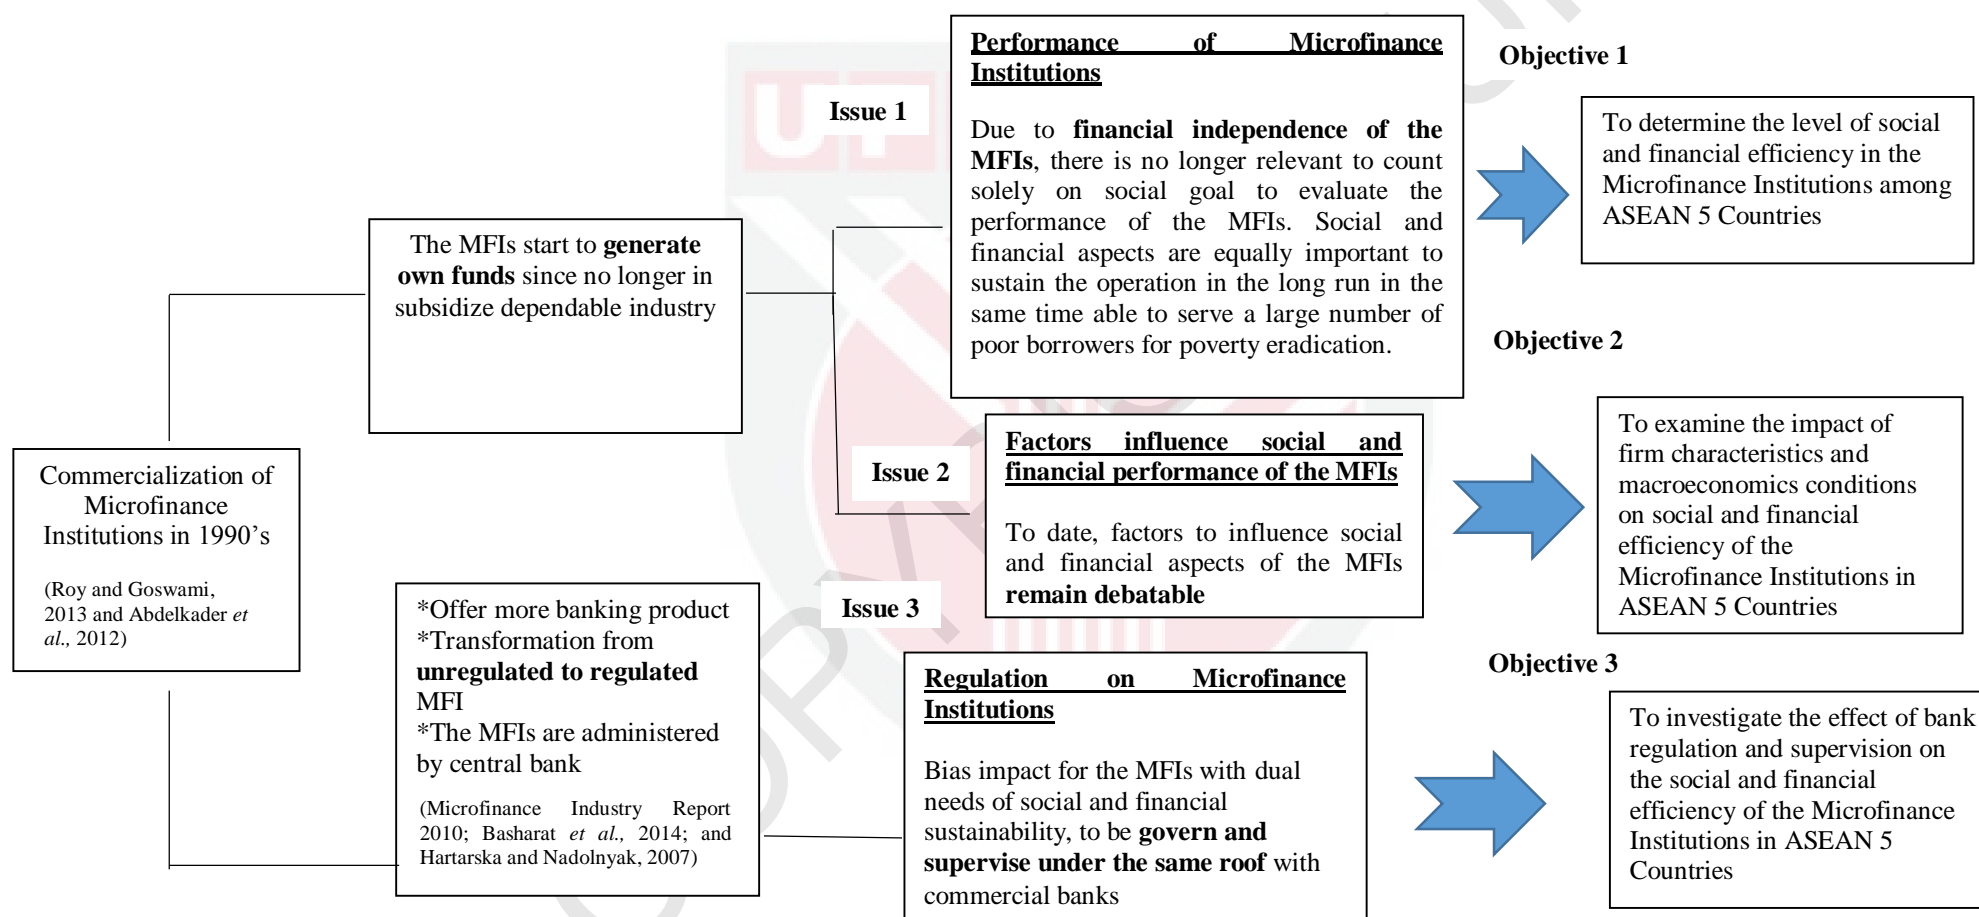 Commercialization of
Microfinance
Institutions in 1990’s
(Roy and Goswami,
2013 and Abdelkader et
al., 2012)
The MFIs start to generate
own funds since no longer in
subsidize dependable industry
*Offer more banking product
*Transformation from
unregulated to regulated
MFI
*The MFIs are administered
by central bank
(Microfinance Industry Report
2010; Basharat et al., 2014; and
Hartarska and Nadolnyak, 2007)
Issue 1
Performance of Microfinance
Institutions
Due to financial independence of the
MFIs, there is no longer relevant to count
solely on social goal to evaluate the
performance of the MFIs. Social and
financial aspects are equally important to
sustain the operation in the long run in the
same time able to serve a large number of
poor borrowers for poverty eradication.
Objective 1
To determine the level of social
and financial efficiency in the
Microfinance Institutions among
ASEAN 5 Countries
Issue 2
Factors influence social and
financial performance of the MFIs
To date, factors to influence social
and financial aspects of the MFIs
remain debatable
Objective 2
To examine the impact of
firm characteristics and
macroeconomics conditions
on social and financial
efficiency of the
Microfinance Institutions in
ASEAN 5 Countries
Issue 3
Regulation on Microfinance
Institutions
Bias impact for the MFIs with dual
needs of social and financial
sustainability, to be govern and
supervise under the same roof with
commercial banks
Objective 3
To investigate the effect of bank
regulation and supervision on
the social and financial
efficiency of the Microfinance
Institutions in ASEAN 5
Countries